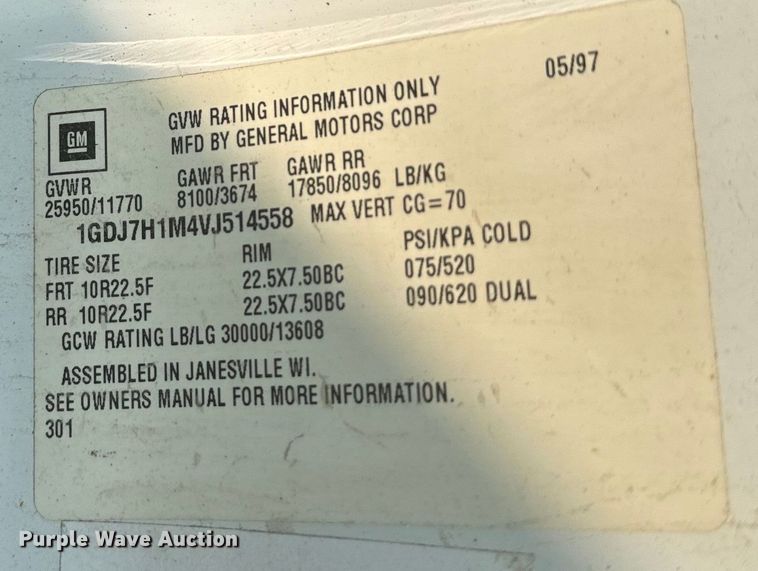 05/97
GM
GVW RATING INFORMATION ONLY
MFD BY GENERAL MOTORS CORP
GVWR GAWR FRT GAWR RR
25950/11770 8100/3674 17850/8096 LB/KG
1GDJ7H1M4VJ514558 MAX VERT CG=70
TIRE SIZE RIM PSI/KPA COLD
FRT 10R22.5F 22.5X7.50BC 075/520
RR 10R22.5F 22.5X7.50BC 090/620 DUAL
GCW RATING LB/LG 30000/13608
ASSEMBLED IN JANESVILLE WI.
SEE OWNERS MANUAL FOR MORE INFORMATION.
301
Purple Wave Auction